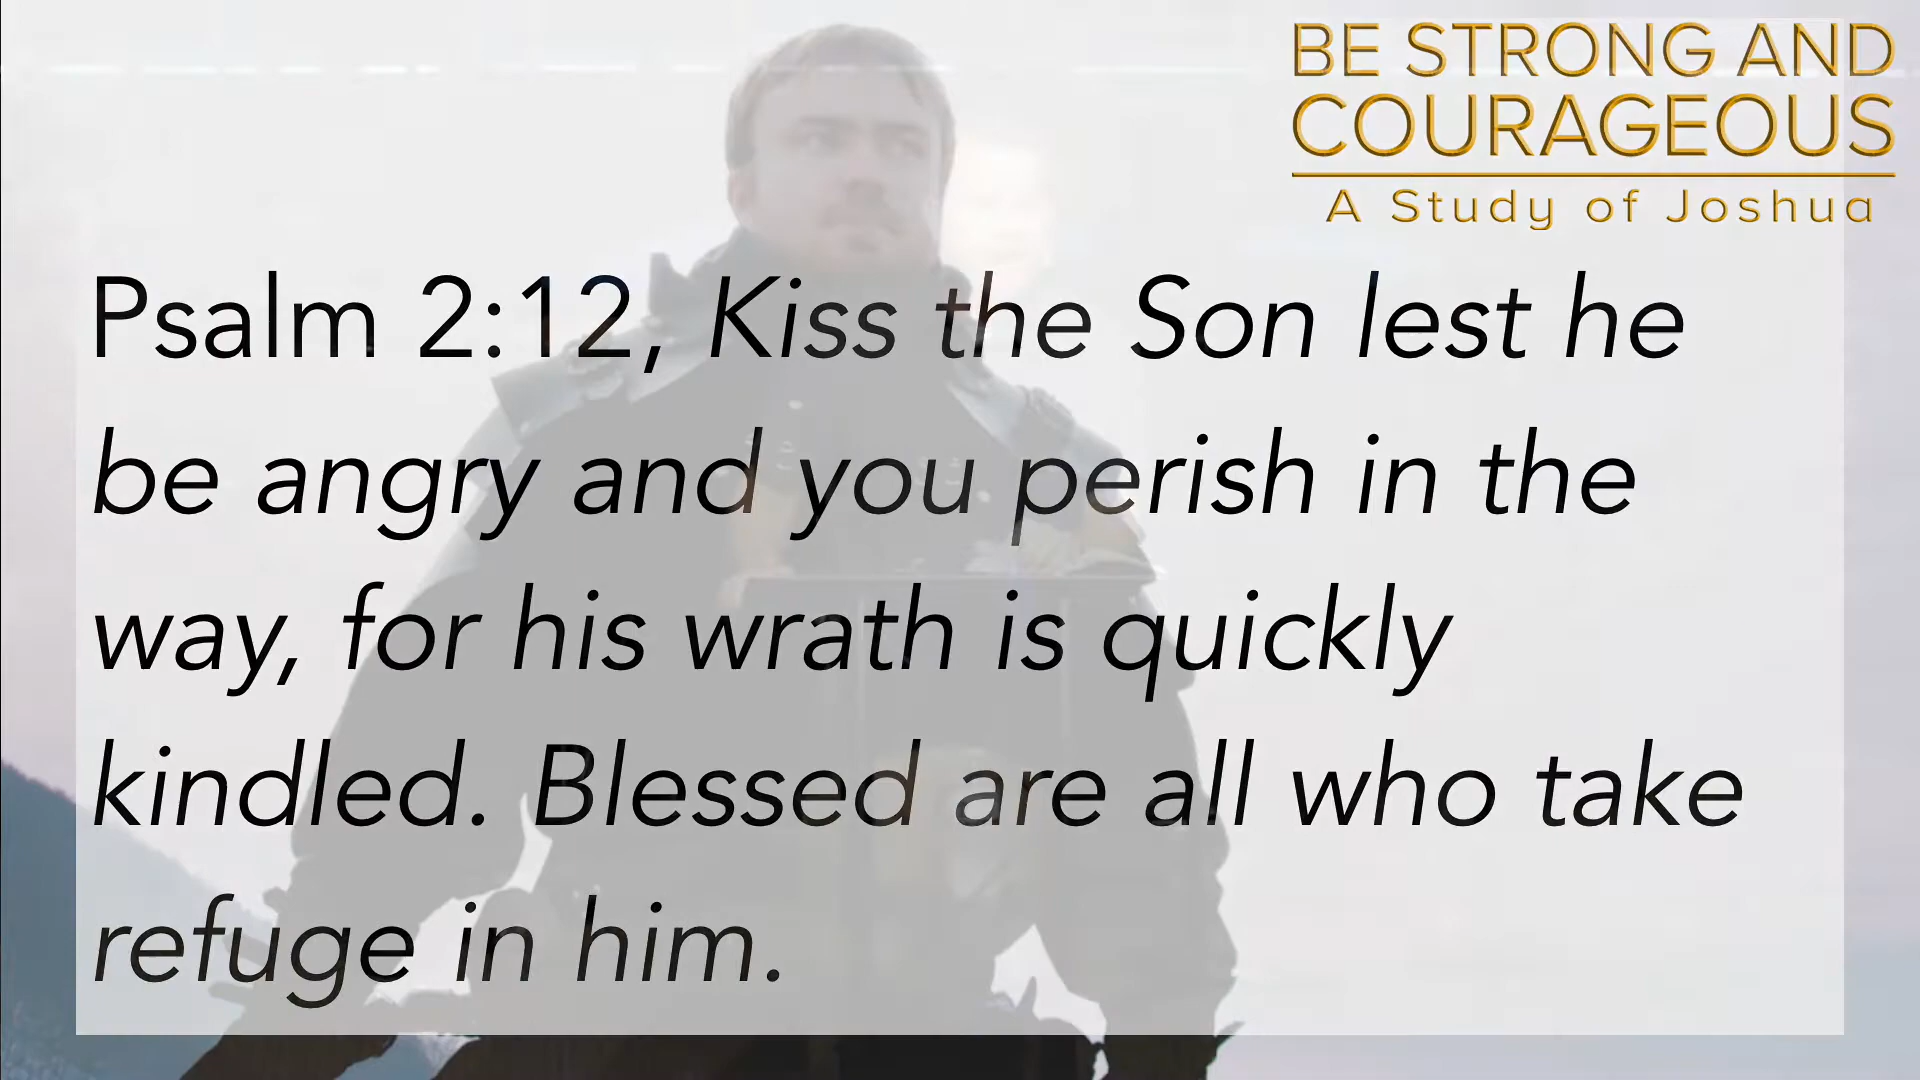 BE STRONG AND
COURAGEOUS
A Study of Joshua
Psalm 2:12, Kiss the Son lest he
be angry and you perish in the
way, for his wrath is quickly
kindled. Blessed are all who take
refuge in him.